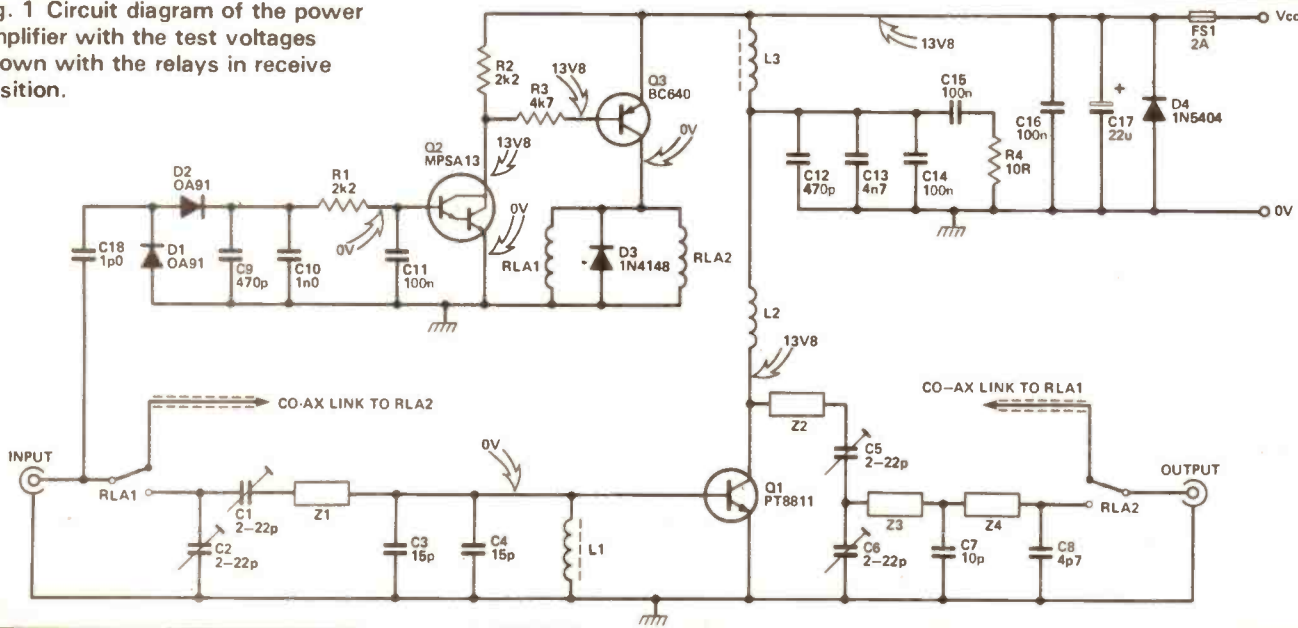 g. 1 Circuit diagram of the power
nplifier with the test voltages
own with the relays in receive
sition.
R2
2k2
R3
4k7
13V8
Q3
BC640
0V
13V8
Q2
MPSA13
0V
D2
OA91
R1
2k2
0V
C18
1p0
D1
OA91
C9
470p
C10
1n0
C11
100n
RLA1
D3
1N4148
RLA2
L3
13V8
C15
100n
R4
10R
C12
470p
C13
4n7
C14
100n
C16
100n
+
C17
22u
D4
1N5404
FS1
2A
Vcc
0V
L2
13V8
CO-AX LINK TO RLA2
CO-AX LINK TO RLA1
INPUT
RLA1
C1
2-22p
Z1
C2
2-22p
C3
15p
C4
15p
0V
L1
Q1
PT8811
Z2
C5
2-22p
C6
2-22p
Z3
C7
10p
Z4
C8
4p7
RLA2
OUTPUT